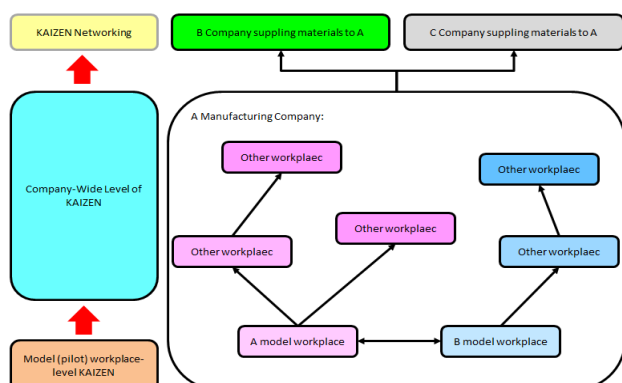 KAIZEN Networking
B Company suppling materials to A
C Company suppling materials to A
Company-Wide Level of
KAIZEN
A Manufacturing Company:
Other workplaec
Other workplaec
Other workplaec
Other workplaec
Other workplaec
Model (pilot) workplace-
level KAIZEN
A model workplace
B model workplace